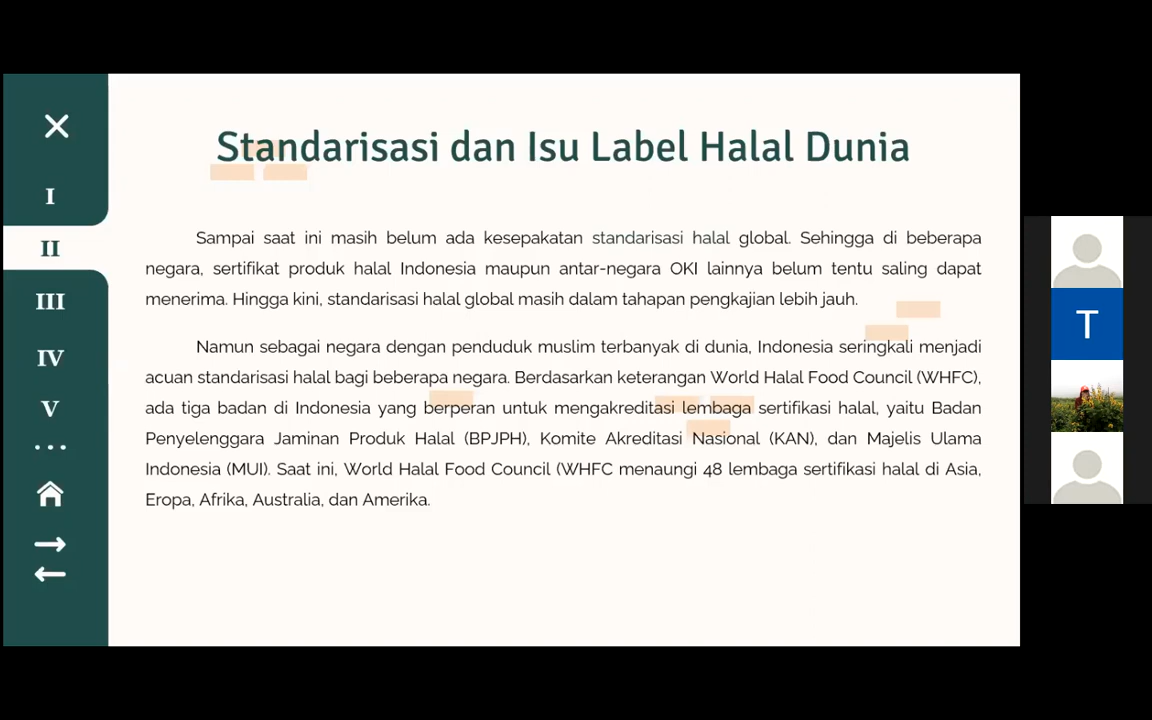 Standarisasi dan Isu Label Halal Dunia
I
II
III
IV
V
...
Sampai saat ini masih belum ada kesepakatan standarisasi halal global. Sehingga di beberapa
negara, sertifikat produk halal Indonesia maupun antar-negara OKI lainnya belum tentu saling dapat
menerima. Hingga kini, standarisasi halal global masih dalam tahapan pengkajian lebih jauh.
Namun sebagai negara dengan penduduk muslim terbanyak di dunia, Indonesia seringkali menjadi
acuan standarisasi halal bagi beberapa negara. Berdasarkan keterangan World Halal Food Council (WHFC),
ada tiga badan di Indonesia yang berperan untuk mengakreditasi lembaga sertifikasi halal, yaitu Badan
Penyelenggara Jaminan Produk Halal (BPJPH), Komite Akreditasi Nasional (KAN), dan Majelis Ulama
Indonesia (MUI). Saat ini, World Halal Food Council (WHFC menaungi 48 lembaga sertifikasi halal di Asia,
Eropa, Afrika, Australia, dan Amerika.
T